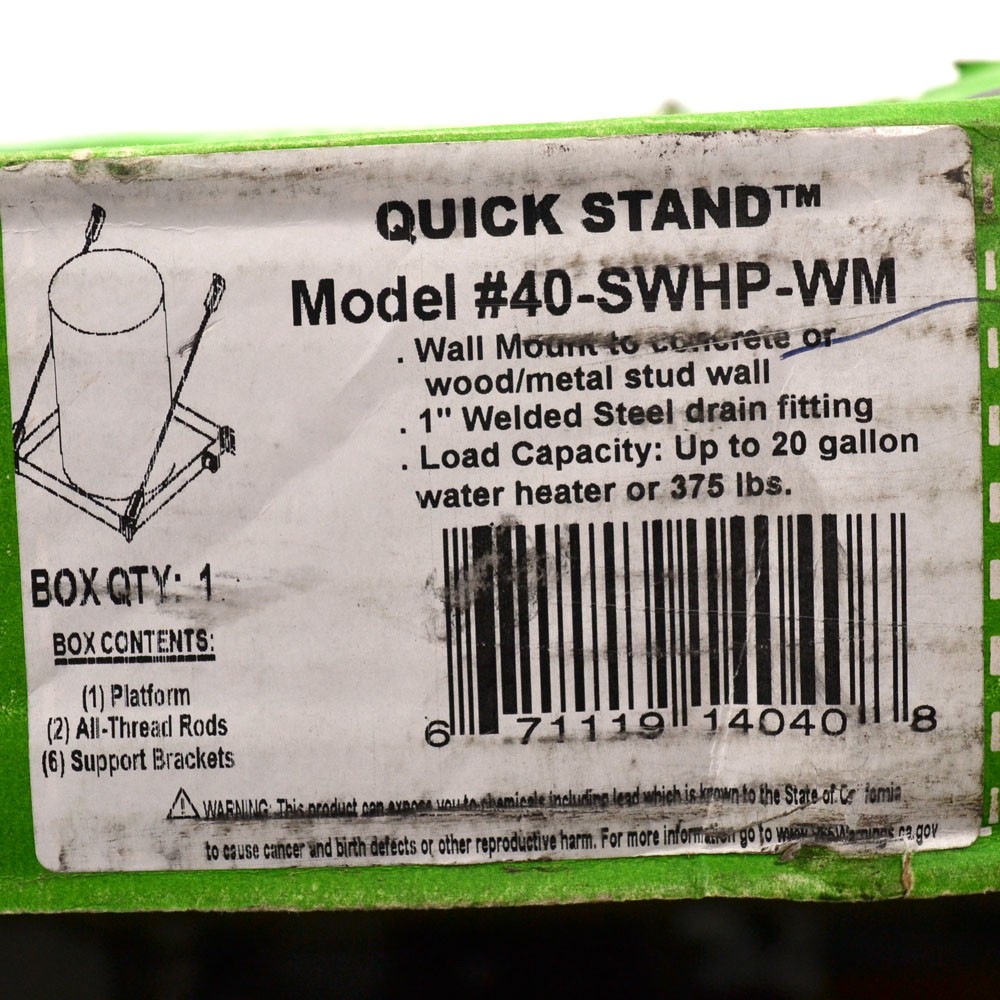 QUICK STAND™
Model #40-SWHP-WM
. Wall Mount to concrete or
wood/metal stud wall
. 1" Welded Steel drain fitting
. Load Capacity: Up to 20 gallon
water heater or 375 lbs.
BOX QTY: 1
BOX CONTENTS:
(1) Platform
(2) All-Thread Rods
(6) Support Brackets
6 71119 14040 8
WARNING: This product can expose you to chemicals including lead which is known to the State of California
to cause cancer and birth defects or other reproductive harm. For more information go to www.P65Warnings.ca.gov